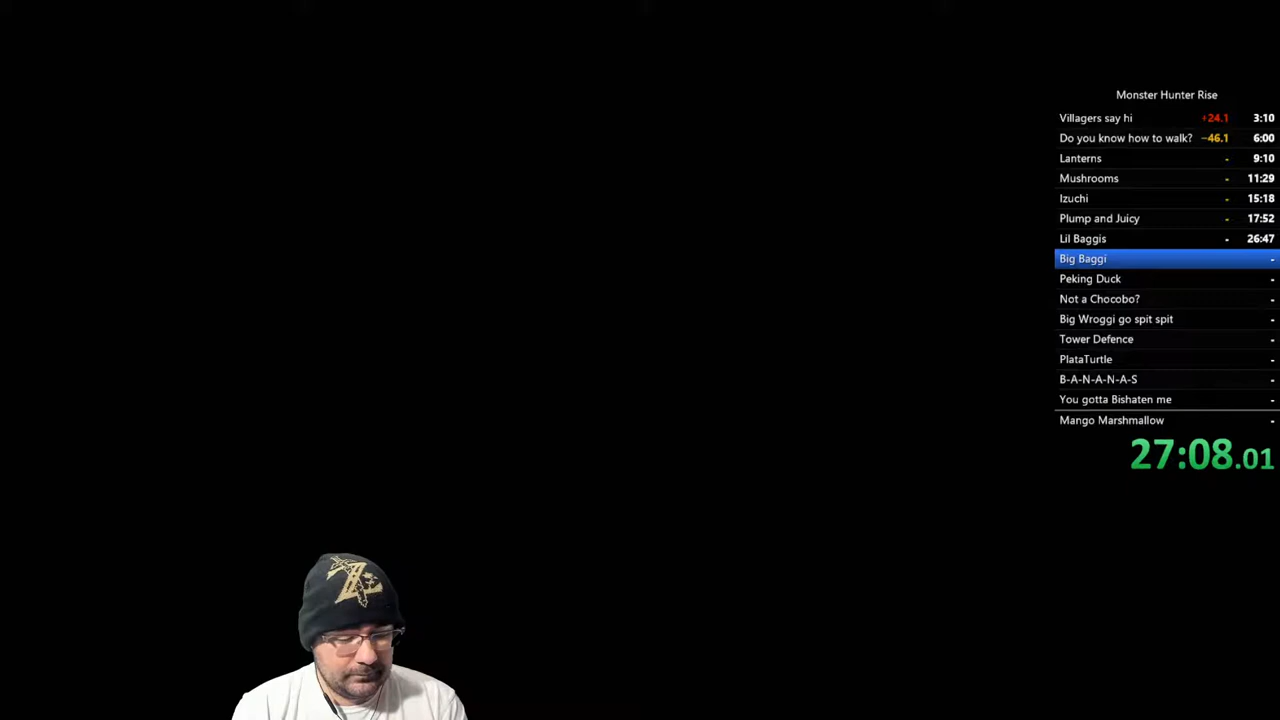 Monster Hunter Rise
Villagers say hi +24.1 3:10
Do you know how to walk? −46.1 6:00
Lanterns - 9:10
Mushrooms - 11:29
Izuchi - 15:18
Plump and Juicy - 17:52
Lil Baggis - 26:47
Big Baggi -
Peking Duck -
Not a Chocobo? -
Big Wroggi go spit spit -
Tower Defence -
PlataTurtle -
B-A-N-A-N-A-S -
You gotta Bishaten me -
Mango Marshmallow -
27:08.01
Z